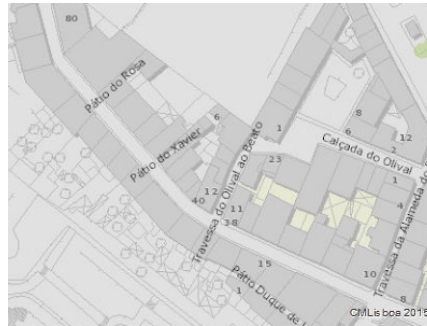 80
Pátio do Rosa
6
Pátio do Xavier
1
8
6
12
Calçada do Olival
2
23
1
12
Travessa do Olival ao Beato
40
11
38
4
Travessa da Alameda do
15
Pátio Duque de
1
10
8
CMLisboa 2015